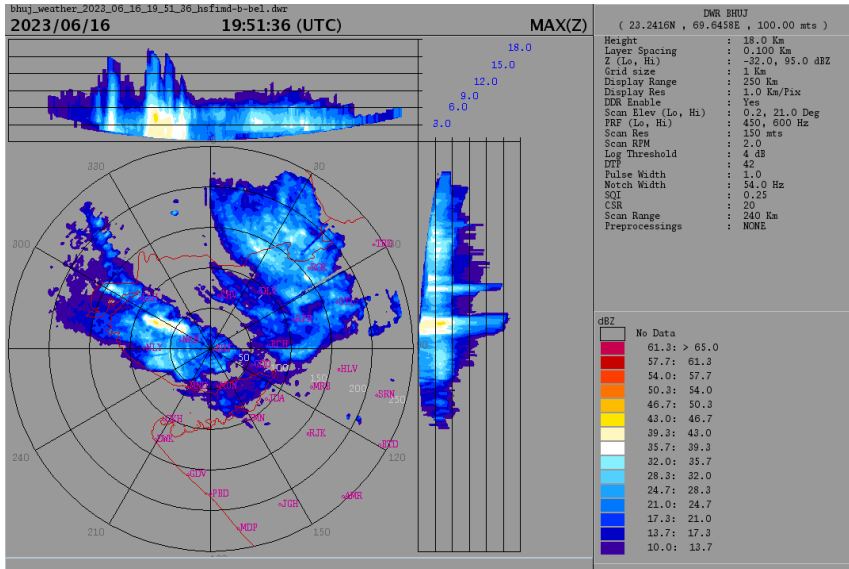 bhuj_weather_2023_06_16_19_51_36_hsfimd-b-bel.dwr
2023/06/16 19:51:36 (UTC) MAX(Z)
18.0
15.0
12.0
9.0
6.0
3.0
330
30
300
240
120
210
150
50
100
150
200
250
HLV
SRN
JDA
RJK
DWK
GDV
PBD
JGH
AMR
MDP
DWR BHUJ
( 23.2416N , 69.6458E , 100.00 mts )
Height : 18.0 Km
Layer Spacing : 0.100 Km
Z (Lo, Hi) : -32.0, 95.0 dBZ
Grid size : 1 Km
Display Range : 250 Km
Display Res : 1.0 Km/Pix
DDR Enable : Yes
Scan Elev (Lo, Hi) : 0.2, 21.0 Deg
PRF (Lo, Hi) : 450, 600 Hz
Scan Res : 150 mts
Scan RPM : 2.0
Log Threshold : 4 dB
DTP : 42
Pulse Width : 1.0
Notch Width : 54.0 Hz
SQI : 0.25
CSR : 20
Scan Range : 240 Km
Preprocessings : NONE
dBZ
No Data
61.3: > 65.0
57.7: 61.3
54.0: 57.7
50.3: 54.0
46.7: 50.3
43.0: 46.7
39.3: 43.0
35.7: 39.3
32.0: 35.7
28.3: 32.0
24.7: 28.3
21.0: 24.7
17.3: 21.0
13.7: 17.3
10.0: 13.7